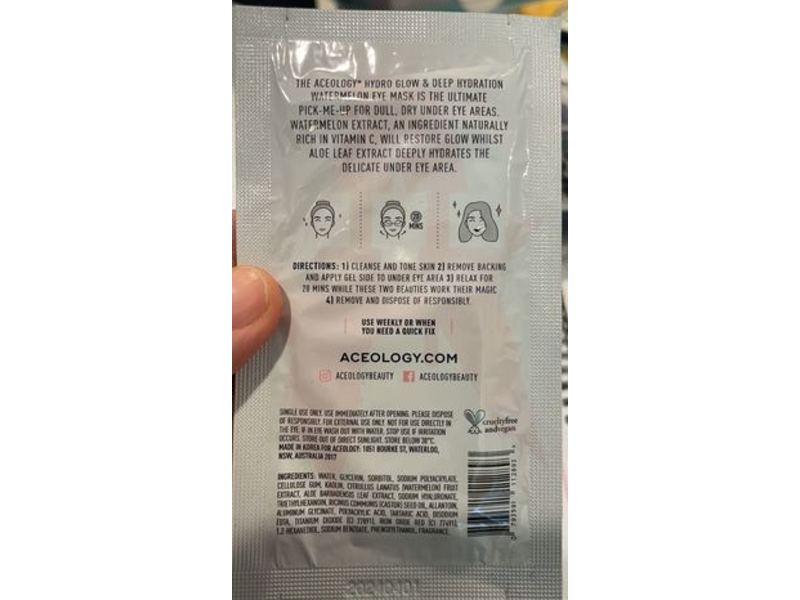 THE ACEOLOGY® HYDRO GLOW & DEEP HYDRATION
WATERMELON EYE MASK IS THE ULTIMATE
PICK-ME-UP FOR DULL, DRY UNDER EYE AREAS.
WATERMELON EXTRACT, AN INGREDIENT NATURALLY
RICH IN VITAMIN C, WILL RESTORE GLOW WHILST
ALOE LEAF EXTRACT DEEPLY HYDRATES THE
DELICATE UNDER EYE AREA.
20
MINS
DIRECTIONS: 1) CLEANSE AND TONE SKIN 2) REMOVE BACKING
AND APPLY GEL SIDE TO UNDER EYE AREA 3) RELAX FOR
20 MINS WHILE THESE TWO BEAUTIES WORK THEIR MAGIC
4) REMOVE AND DISPOSE OF RESPONSIBLY.
USE WEEKLY OR WHEN
YOU NEED A QUICK FIX
ACEOLOGY.COM
ACEOLOGYBEAUTY ACEOLOGYBEAUTY
SINGLE USE ONLY. USE IMMEDIATELY AFTER OPENING. PLEASE DISPOSE
OF RESPONSIBLY. FOR EXTERNAL USE ONLY. NOT FOR USE DIRECTLY IN
THE EYE. IF IN EYE WASH OUT WITH WATER. STOP USE IF IRRITATION
OCCURS. STORE OUT OF DIRECT SUNLIGHT. STORE BELOW 30°C.
MADE IN KOREA FOR ACEOLOGY: 1051 BOURKE ST, WATERLOO,
NSW, AUSTRALIA 2017
crueltyfree
andvegan
INGREDIENTS: WATER, GLYCERIN, SORBITOL, SODIUM POLYACRYLATE,
CELLULOSE GUM, KAOLIN, CITRULLUS LANATUS (WATERMELON) FRUIT
EXTRACT, ALOE BARBADENSIS LEAF EXTRACT, SODIUM HYALURONATE,
TRIETHYLHEXANOIN, RICINUS COMMUNIS (CASTOR) SEED OIL, ALLANTOIN,
ALUMINUM GLYCINATE, POLYACRYLIC ACID, TARTARIC ACID, DISODIUM
EDTA, TITANIUM DIOXIDE (CI 77891), IRON OXIDE RED (CI 77491),
1,2-HEXANEDIOL, SODIUM BENZOATE, PHENOXYETHANOL, FRAGRANCE.
20240401